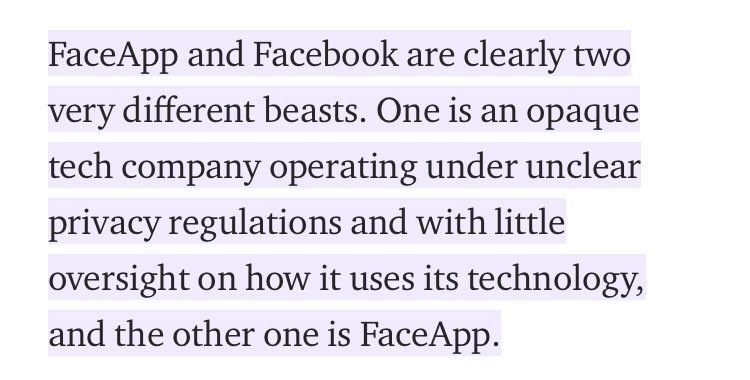 FaceApp and Facebook are clearly two
very different beasts. One is an opaque
tech company operating under unclear
privacy regulations and with little
oversight on how it uses its technology,
and the other one is FaceApp.